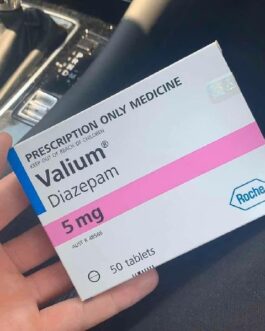 PRESCRIPTION ONLY MEDICINE
KEEP OUT OF REACH OF CHILDREN
Valium®
Diazepam
5 mg
Roche
50 tablets